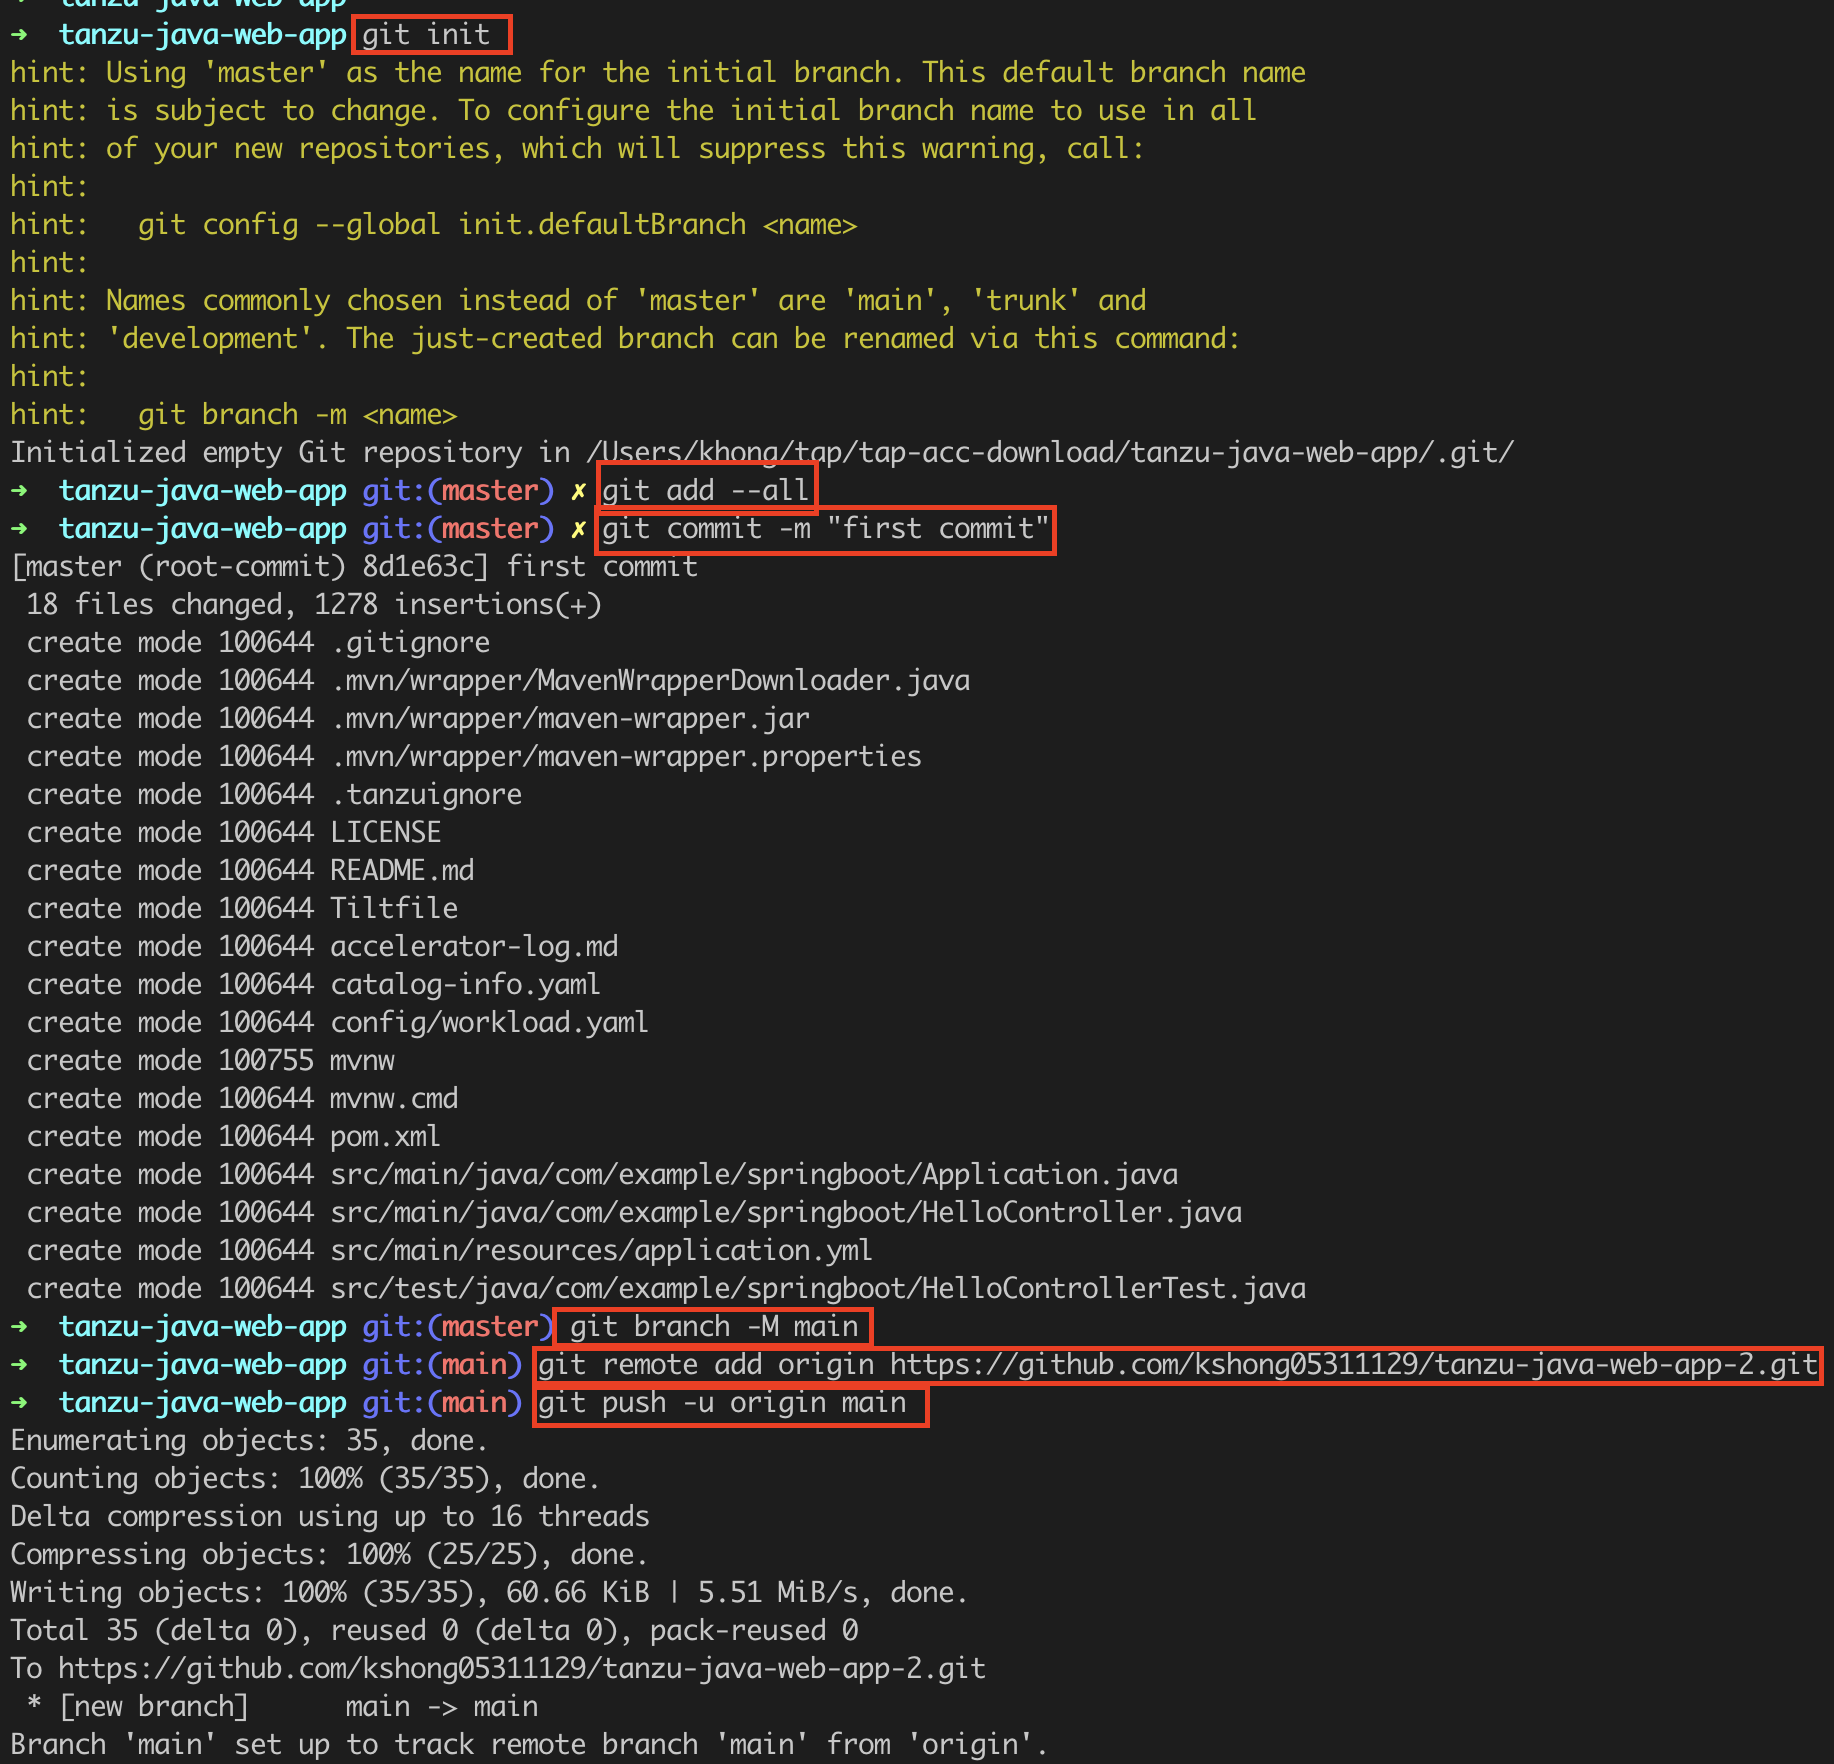 →  tanzu-java-web-app
→  tanzu-java-web-app git init
hint: Using 'master' as the name for the initial branch. This default branch name
hint: is subject to change. To configure the initial branch name to use in all
hint: of your new repositories, which will suppress this warning, call:
hint:
hint:   git config --global init.defaultBranch <name>
hint:
hint: Names commonly chosen instead of 'master' are 'main', 'trunk' and
hint: 'development'. The just-created branch can be renamed via this command:
hint:
hint:   git branch -m <name>
Initialized empty Git repository in /Users/khong/tap/tap-acc-download/tanzu-java-web-app/.git/
→  tanzu-java-web-app git:(master) ✗ git add --all
→  tanzu-java-web-app git:(master) ✗ git commit -m "first commit"
[master (root-commit) 8d1e63c] first commit
 18 files changed, 1278 insertions(+)
 create mode 100644 .gitignore
 create mode 100644 .mvn/wrapper/MavenWrapperDownloader.java
 create mode 100644 .mvn/wrapper/maven-wrapper.jar
 create mode 100644 .mvn/wrapper/maven-wrapper.properties
 create mode 100644 .tanzuignore
 create mode 100644 LICENSE
 create mode 100644 README.md
 create mode 100644 Tiltfile
 create mode 100644 accelerator-log.md
 create mode 100644 catalog-info.yaml
 create mode 100644 config/workload.yaml
 create mode 100755 mvnw
 create mode 100644 mvnw.cmd
 create mode 100644 pom.xml
 create mode 100644 src/main/java/com/example/springboot/Application.java
 create mode 100644 src/main/java/com/example/springboot/HelloController.java
 create mode 100644 src/main/resources/application.yml
 create mode 100644 src/test/java/com/example/springboot/HelloControllerTest.java
→  tanzu-java-web-app git:(master) git branch -M main
→  tanzu-java-web-app git:(main) git remote add origin https://github.com/kshong05311129/tanzu-java-web-app-2.git
→  tanzu-java-web-app git:(main) git push -u origin main
Enumerating objects: 35, done.
Counting objects: 100% (35/35), done.
Delta compression using up to 16 threads
Compressing objects: 100% (25/25), done.
Writing objects: 100% (35/35), 60.66 KiB | 5.51 MiB/s, done.
Total 35 (delta 0), reused 0 (delta 0), pack-reused 0
To https://github.com/kshong05311129/tanzu-java-web-app-2.git
 * [new branch]      main -> main
Branch 'main' set up to track remote branch 'main' from 'origin'.